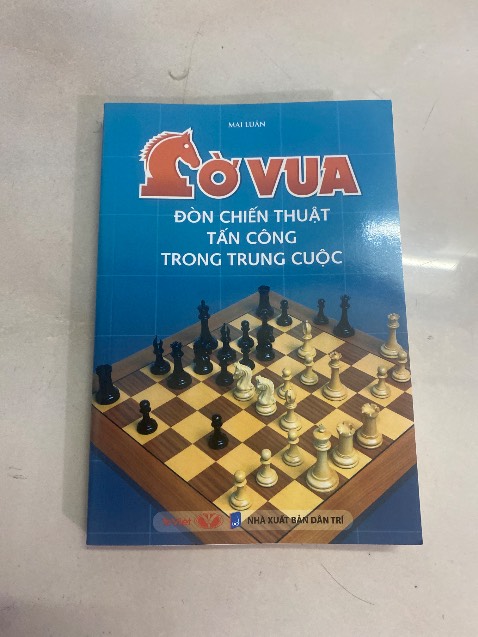 MAI LUÂN
CỜ VUA
ĐÒN CHIẾN THUẬT
TẤN CÔNG
TRONG TRUNG CUỘC
NHÀ XUẤT BẢN DÂN TRÍ